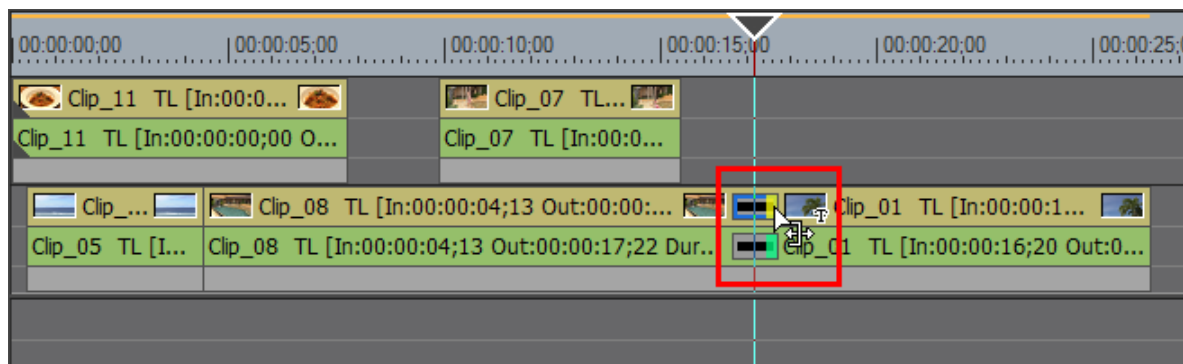 00:00:00;00 00:00:05;00 00:00:10;00 00:00:15;00 00:00:20;00 00:00:25;
Clip_11 TL [In:00:0... Clip_07 TL...
Clip_11 TL [In:00:00:00;00 O... Clip_07 TL [In:00:0...
Clip_... Clip_08 TL [In:00:00:04;13 Out:00:00:... Clip_01 TL [In:00:00:1...
T
Clip_05 TL [I... Clip_08 TL [In:00:00:04;13 Out:00:00:17;22 Dur... Clip_01 TL [In:00:00:16;20 Out:0...